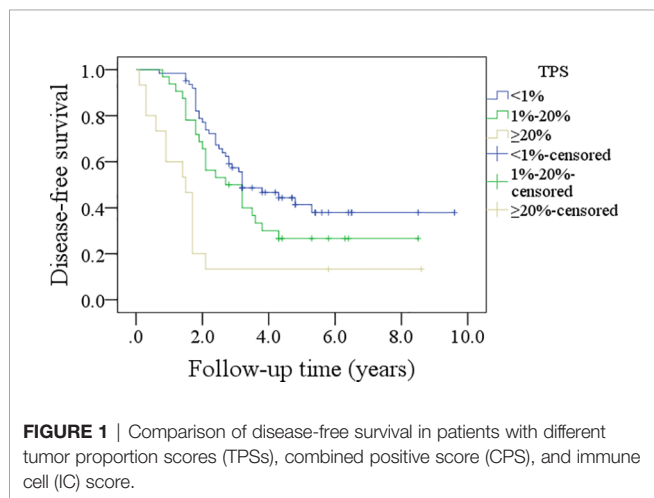 TPS
<1%
1%-20%
≥20%
<1%-censored
1%-20%-
censored
≥20%-censored
Disease-free survival
1.0
0.8
0.6
0.4
0.2
0.0
.0 2.0 4.0 6.0 8.0 10.0
Follow-up time (years)
FIGURE 1 | Comparison of disease-free survival in patients with different
tumor proportion scores (TPSs), combined positive score (CPS), and immune
cell (IC) score.